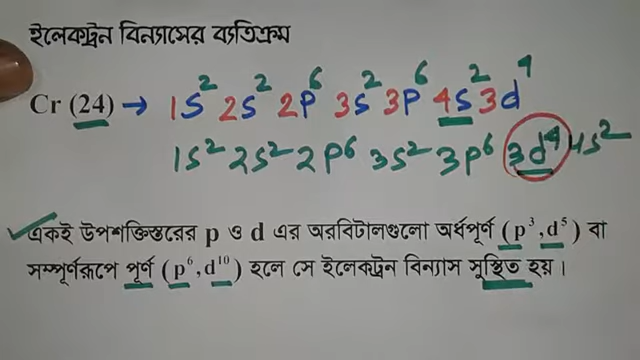 ইলেকট্রন বিন্যাসের ব্যতিক্রম
Cr (24) → 1s² 2s² 2p⁶ 3s² 3p⁶ 4s² 3d⁴
1s² 2s² 2p⁶ 3s² 3p⁶ 3d⁴ 4s²
একই উপশক্তিস্তরের p ও d এর অরবিটালগুলো অর্ধপূর্ণ (p³,d⁵) বা
সম্পূর্ণরূপে পূর্ণ (p⁶,d¹⁰) হলে সে ইলেকট্রন বিন্যাস সুস্থিত হয়।